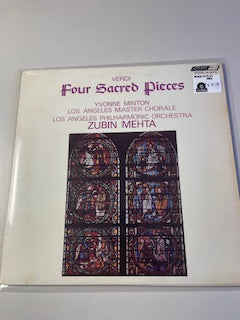 VERDI
Four Sacred Pieces
YVONNE MINTON
LOS ANGELES MASTER CHORALE
LOS ANGELES PHILHARMONIC ORCHESTRA
ZUBIN MEHTA